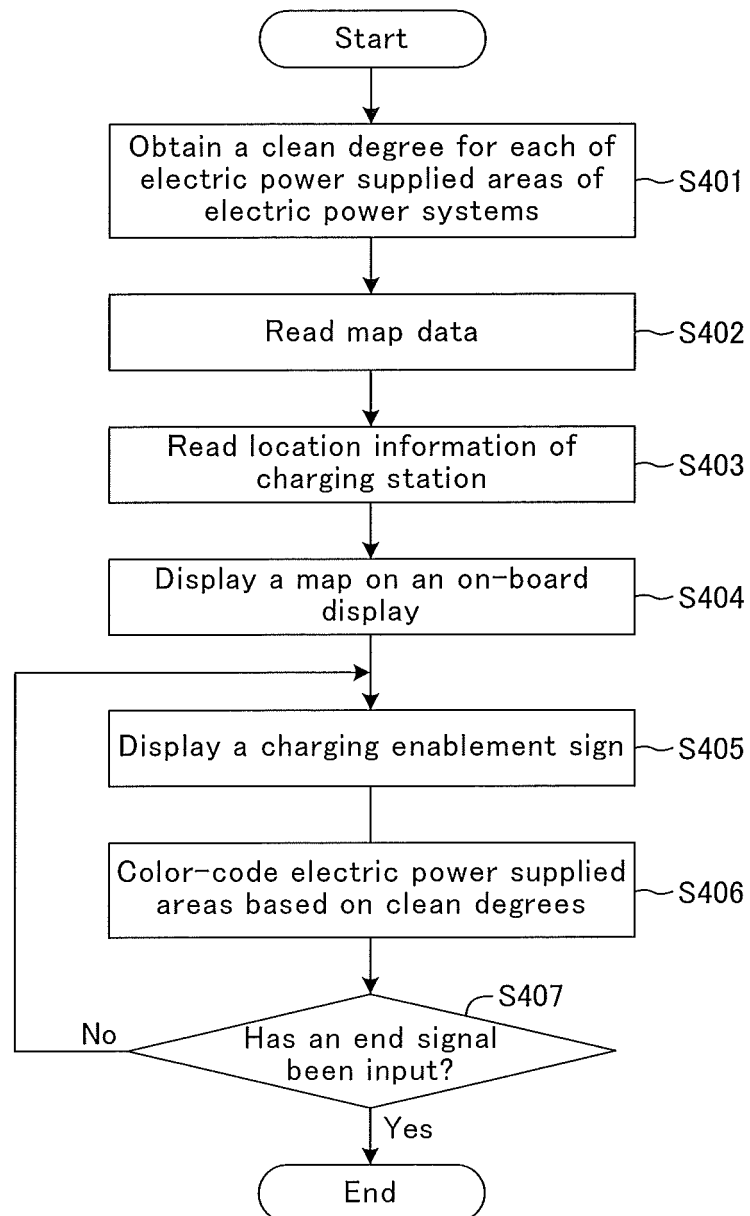 Start
Obtain a clean degree for each of
electric power supplied areas of
electric power systems
S401
Read map data
S402
Read location information of
charging station
S403
Display a map on an on-board
display
S404
Display a charging enablement sign
S405
Color-code electric power supplied
areas based on clean degrees
S406
S407
Has an end signal
been input?
No
Yes
End